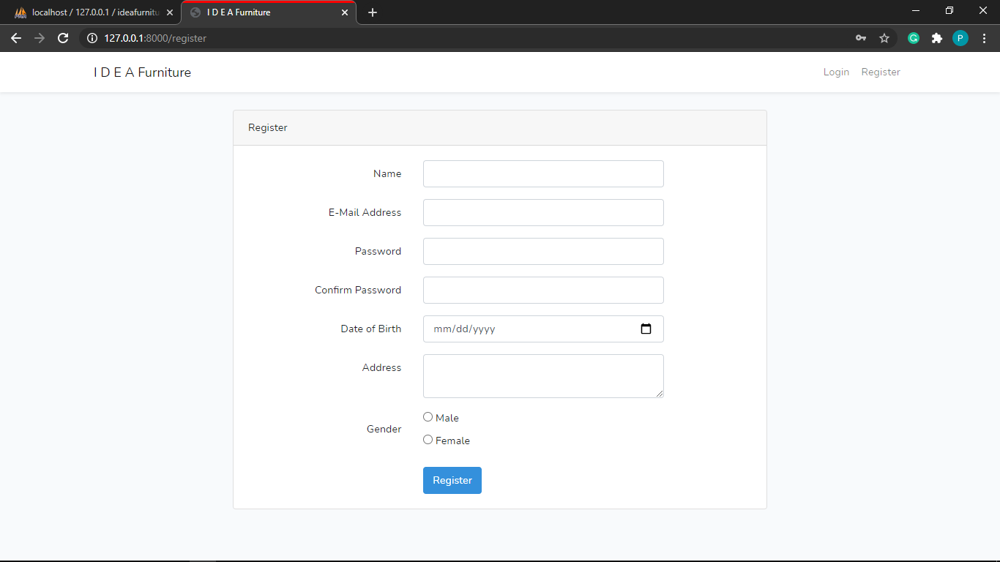 localhost / 127.0.0.1 / ideafurnitu
I D E A Furniture
127.0.0.1:8000/register
G
P
I D E A Furniture
Login
Register
Register
Name
E-Mail Address
Password
Confirm Password
Date of Birth
mm/dd/yyyy
Address
Gender
Male
Female
Register